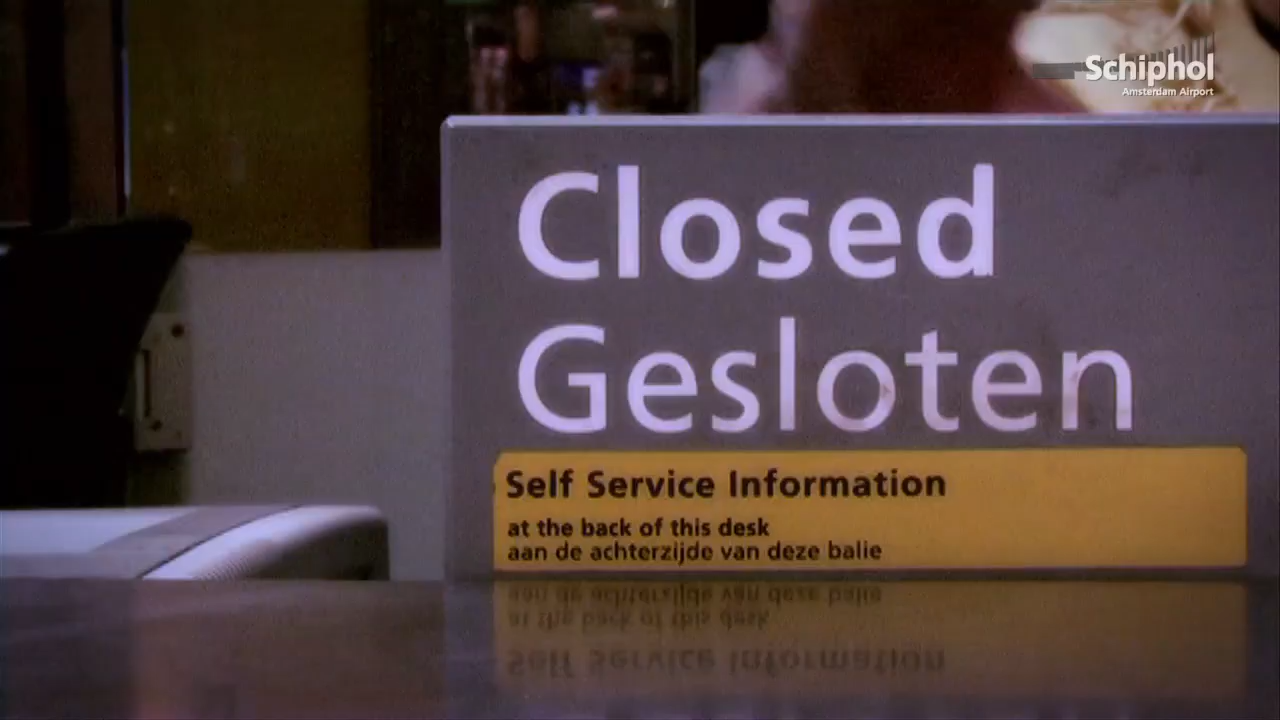 Schiphol
Amsterdam Airport
Closed
Gesloten
Self Service Information
at the back of this desk
aan de achterzijde van deze balie